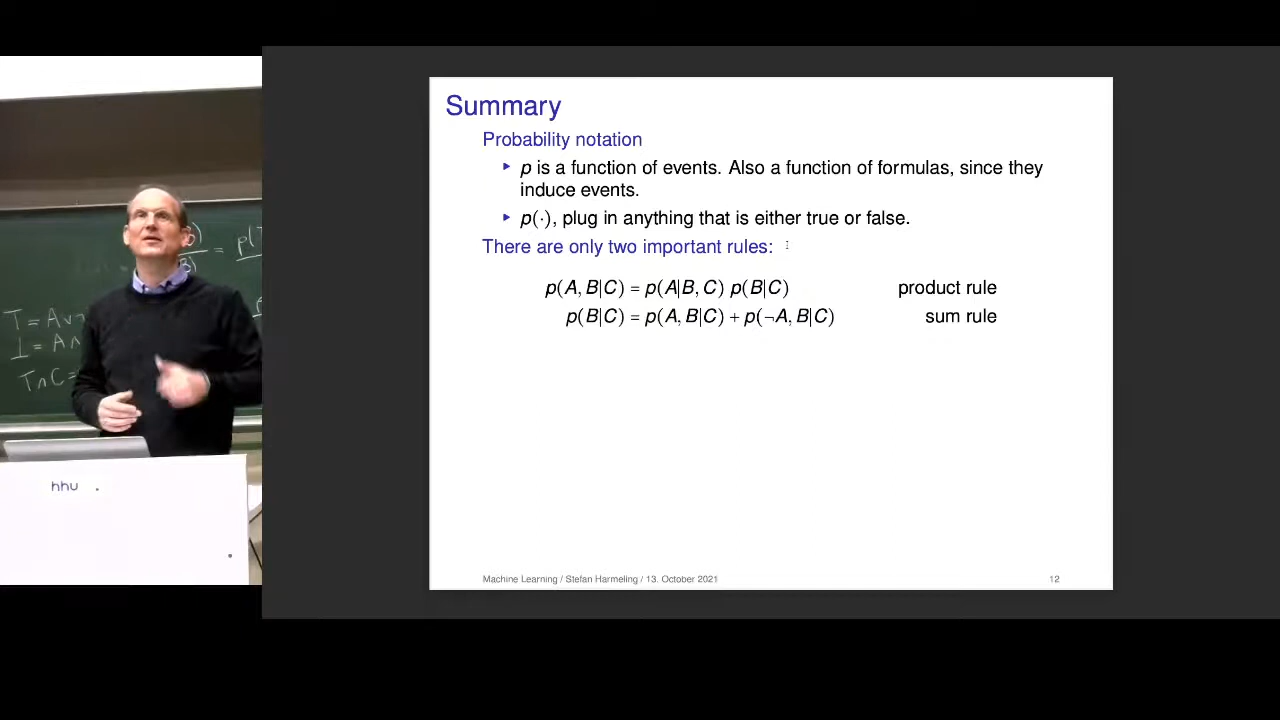 Summary
Probability notation
▸ p is a function of events. Also a function of formulas, since they
induce events.
▸ p(·), plug in anything that is either true or false.
There are only two important rules:
p(A, B|C) = p(A|B, C) p(B|C) product rule
p(B|C) = p(A, B|C) + p(¬A, B|C) sum rule
Machine Learning / Stefan Harmeling / 13. October 2021 12
T = A
⊥ = A
T∧C =
= p(
hhu